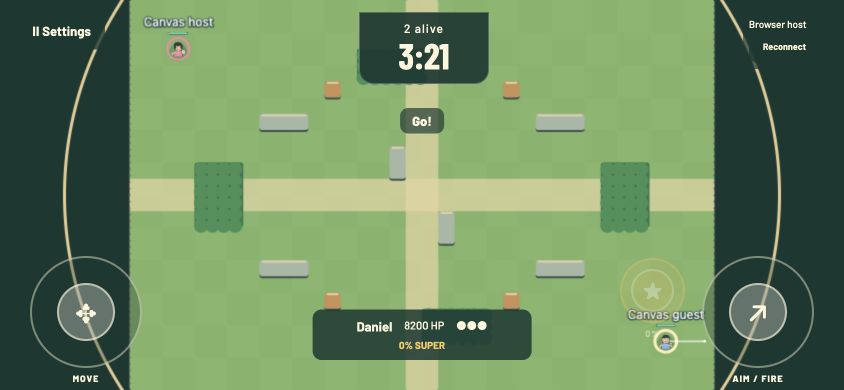 II Settings
Canvas host
2 alive
3:21
Browser host
Reconnect
Go!
Canvas guest
Daniel 8200 HP
0% SUPER
MOVE
AIM / FIRE